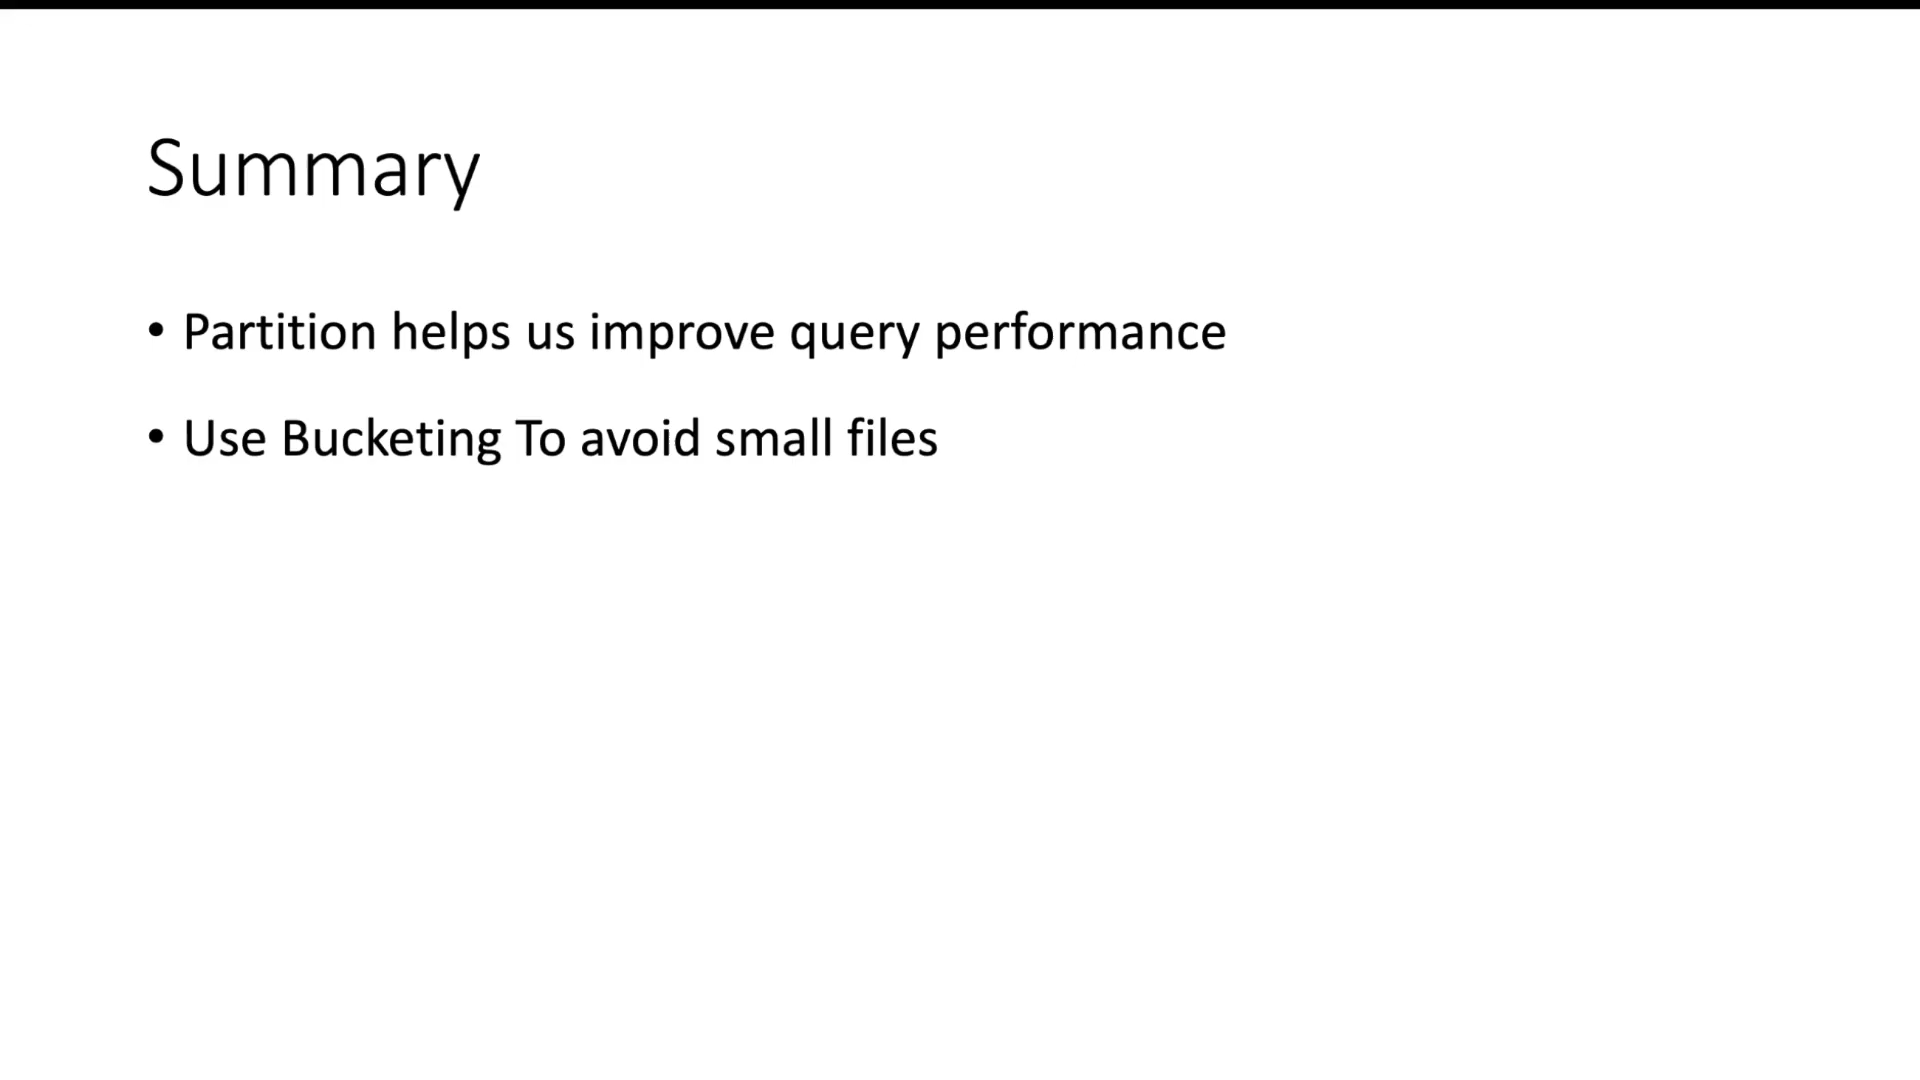 Summary
• Partition helps us improve query performance
• Use Bucketing To avoid small files